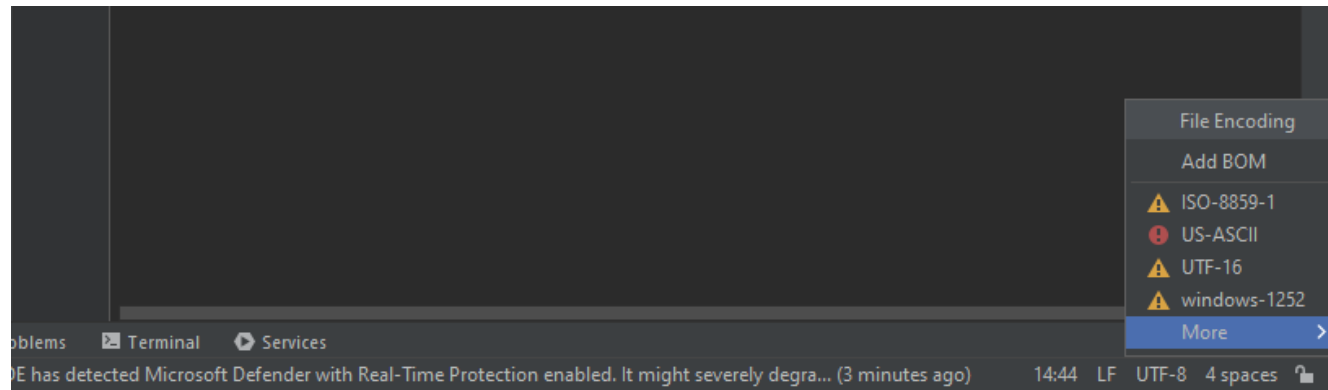 File Encoding
Add BOM
ISO-8859-1
US-ASCII
UTF-16
windows-1252
More
Terminal Services
has detected Microsoft Defender with Real-Time Protection enabled. It might severely degra... (3 minutes ago) 14:44 LF UTF-8 4 spaces